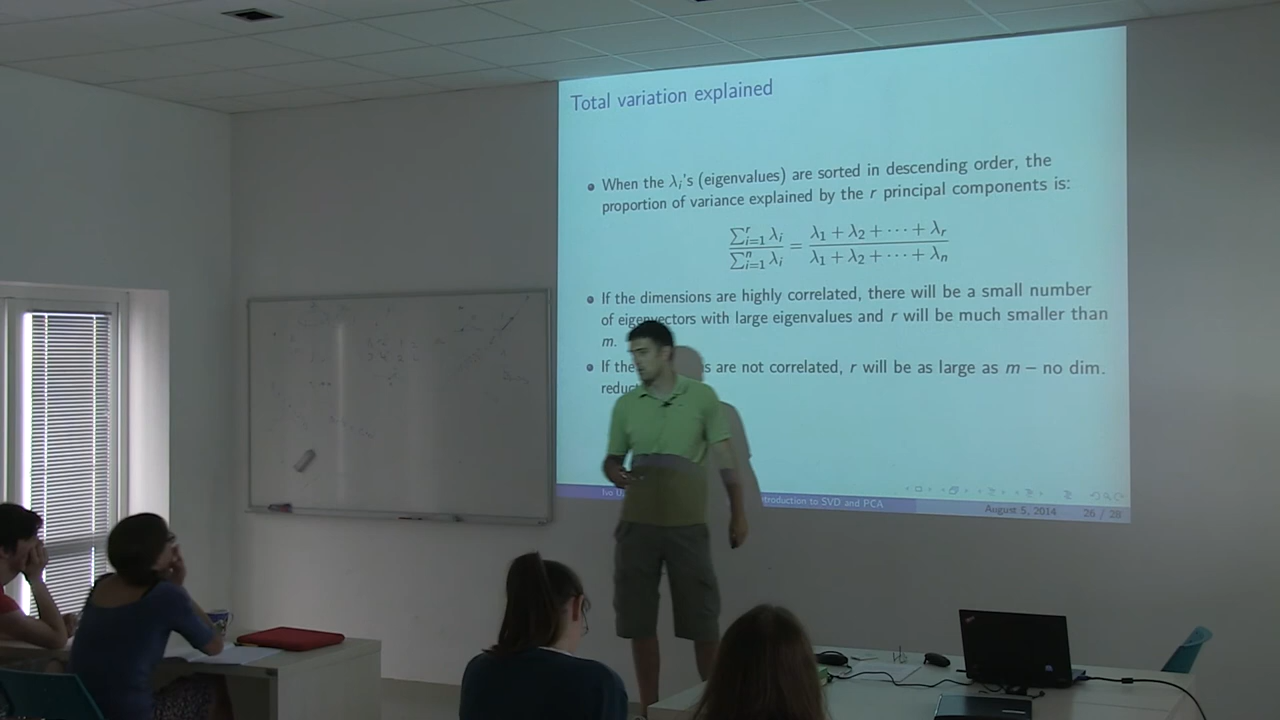 Total variation explained
• When the λᵢ's (eigenvalues) are sorted in descending order, the
proportion of variance explained by the r principal components is:
∑ʳᵢ₌₁ λᵢ / ∑ⁿᵢ₌₁ λᵢ = λ₁ + λ₂ + ··· + λᵣ / λ₁ + λ₂ + ··· + λₙ
• If the dimensions are highly correlated, there will be a small number
of eigenvectors with large eigenvalues and r will be much smaller than
m.
• If the s are not correlated, r will be as large as m – no dim.
reduc
Ivo troduction to SVD and PCA August 5, 2014 26 / 28